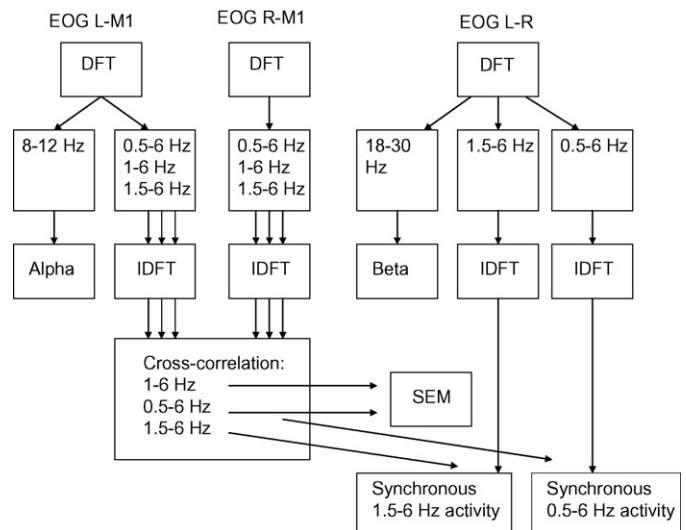 EOG L-M1
EOG R-M1
EOG L-R
DFT
DFT
DFT
8-12 Hz
0.5-6 Hz
1-6 Hz
1.5-6 Hz
0.5-6 Hz
1-6 Hz
1.5-6 Hz
18-30
Hz
1.5-6 Hz
0.5-6 Hz
Alpha
IDFT
IDFT
Beta
IDFT
IDFT
Cross-correlation:
1-6 Hz
0.5-6 Hz
1.5-6 Hz
SEM
Synchronous
1.5-6 Hz activity
Synchronous
0.5-6 Hz activity